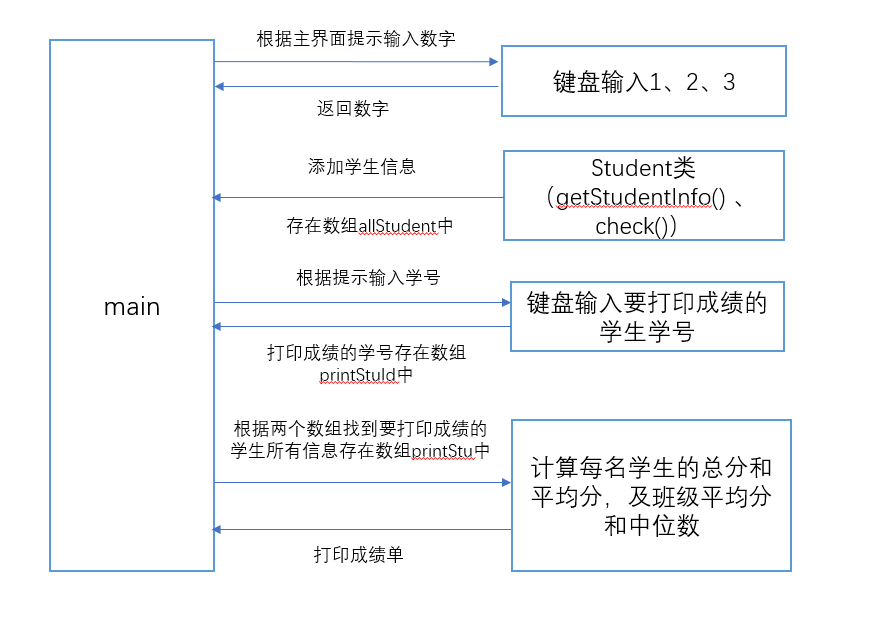 根据主界面提示输入数字
键盘输入1、2、3
返回数字
添加学生信息
Student类
（getStudentInfo() 、
check()）
存在数组allStudent中
根据提示输入学号
键盘输入要打印成绩的
学生学号
main
打印成绩的学号存在数组
printStuId中
根据两个数组找到要打印成绩的
学生所有信息存在数组printStu中
计算每名学生的总分和
平均分，及班级平均分
和中位数
打印成绩单